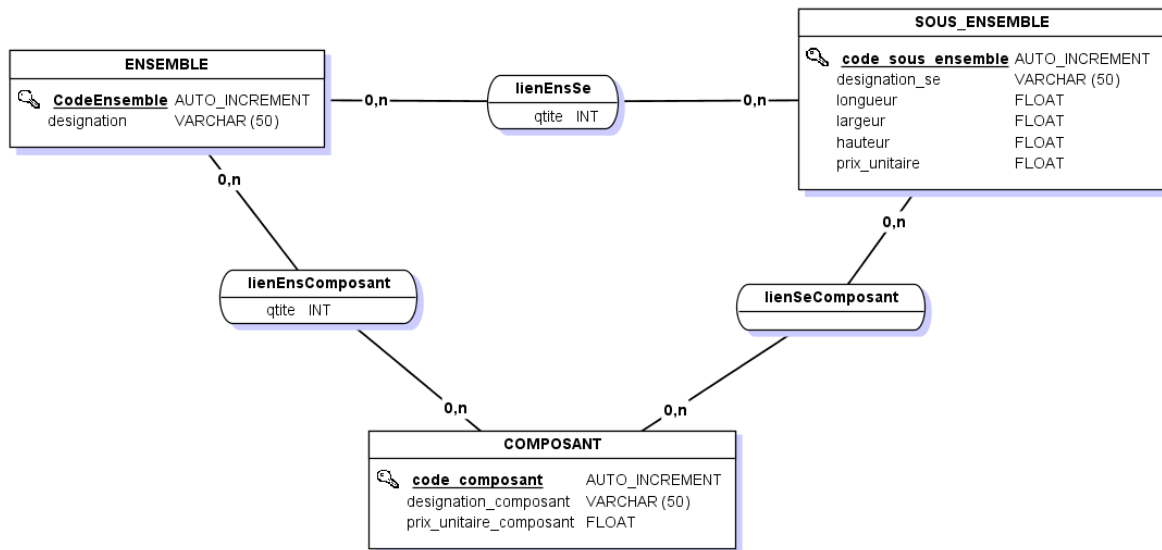 SOUS_ENSEMBLE
code_sous_ensemble AUTO_INCREMENT
designation_se VARCHAR (50)
longueur FLOAT
largeur FLOAT
hauteur FLOAT
prix_unitaire FLOAT
ENSEMBLE
CodeEnsemble AUTO_INCREMENT
designation VARCHAR (50)
lienEnsSe
qtite INT
0,n
0,n
0,n
0,n
lienEnsComposant
qtite INT
lienSeComposant
0,n
0,n
COMPOSANT
code_composant AUTO_INCREMENT
designation_composant VARCHAR (50)
prix_unitaire_composant FLOAT